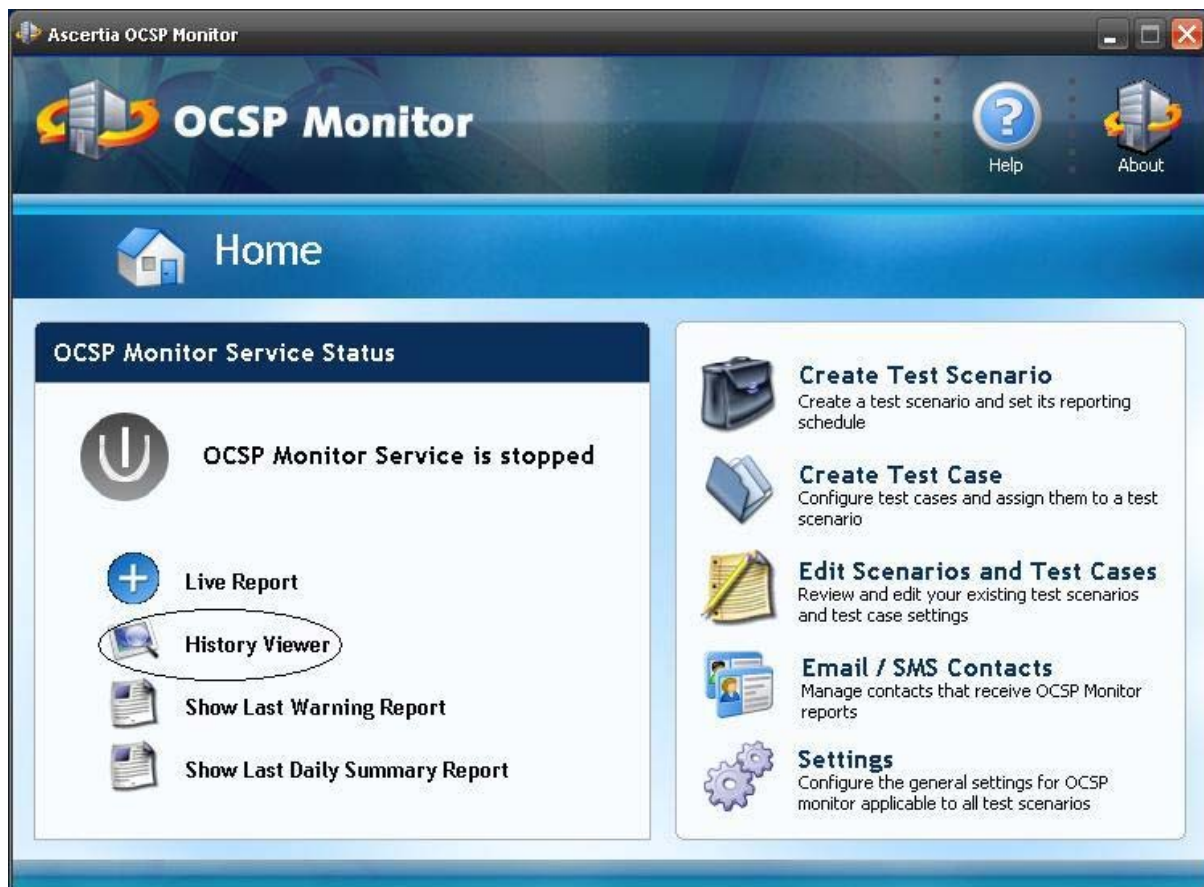 Ascertia OCSP Monitor
OCSP Monitor
Help
About
Home
OCSP Monitor Service Status
OCSP Monitor Service is stopped
Live Report
History Viewer
Show Last Warning Report
Show Last Daily Summary Report
Create Test Scenario
Create a test scenario and set its reporting
schedule
Create Test Case
Configure test cases and assign them to a test
scenario
Edit Scenarios and Test Cases
Review and edit your existing test scenarios
and test case settings
Email / SMS Contacts
Manage contacts that receive OCSP Monitor
reports
Settings
Configure the general settings for OCSP
monitor applicable to all test scenarios